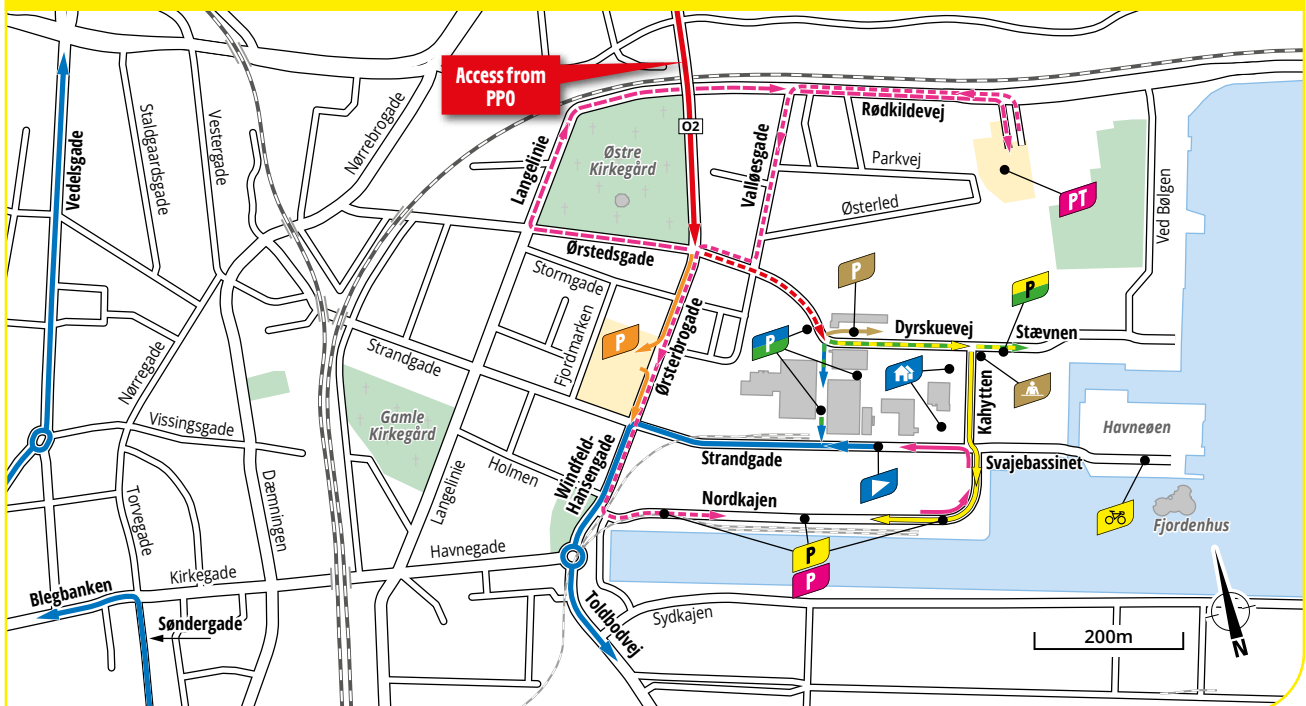 Access from
PPO
O2
Vedelsgade
Staldgaardsgade
Vestergade
Nørrebrogade
Langelinie
Østre
Kirkegård
Valløesgade
Rødkildevej
Parkvej
Østerled
PT
Ved Bølgen
Ørstedsgade
Stormgade
Fjordmarken
P
Ørsterbrogade
P
P
P
Dyrskuevej
Stævnen
Strandgade
Nørregade
Vissingsgade
Gamle
Kirkegård
Kahytten
Havneøen
Windfeld-
Hansensgade
Strandgade
Svajebassinet
Holmen
Langelinie
Dæmningen
Torvegade
Nordkajen
P
P
Fjordenhus
Havnegade
Kirkegade
Blegbanken
Søndergade
Toldbodvej
Sydkajen
200m
N